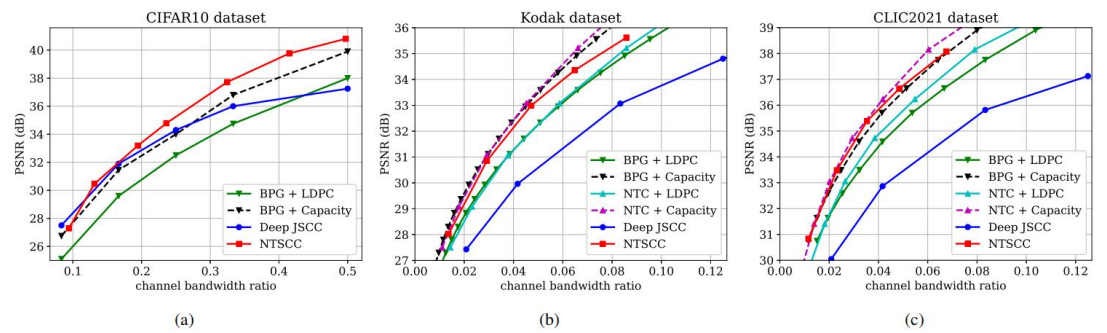 CIFAR10 dataset
PSNR (dB)
40
38
36
34
32
30
28
26
0.1
0.2
0.3
0.4
0.5
channel bandwidth ratio
BPG + LDPC
BPG + Capacity
Deep JSCC
NTSCC
(a)
Kodak dataset
PSNR (dB)
36
35
34
33
32
31
30
29
28
27
0.00
0.02
0.04
0.06
0.08
0.10
0.12
channel bandwidth ratio
BPG + LDPC
BPG + Capacity
NTC + LDPC
NTC + Capacity
Deep JSCC
NTSCC
(b)
CLIC2021 dataset
PSNR (dB)
39
38
37
36
35
34
33
32
31
30
0.00
0.02
0.04
0.06
0.08
0.10
0.12
channel bandwidth ratio
BPG + LDPC
BPG + Capacity
NTC + LDPC
NTC + Capacity
Deep JSCC
NTSCC
(c)